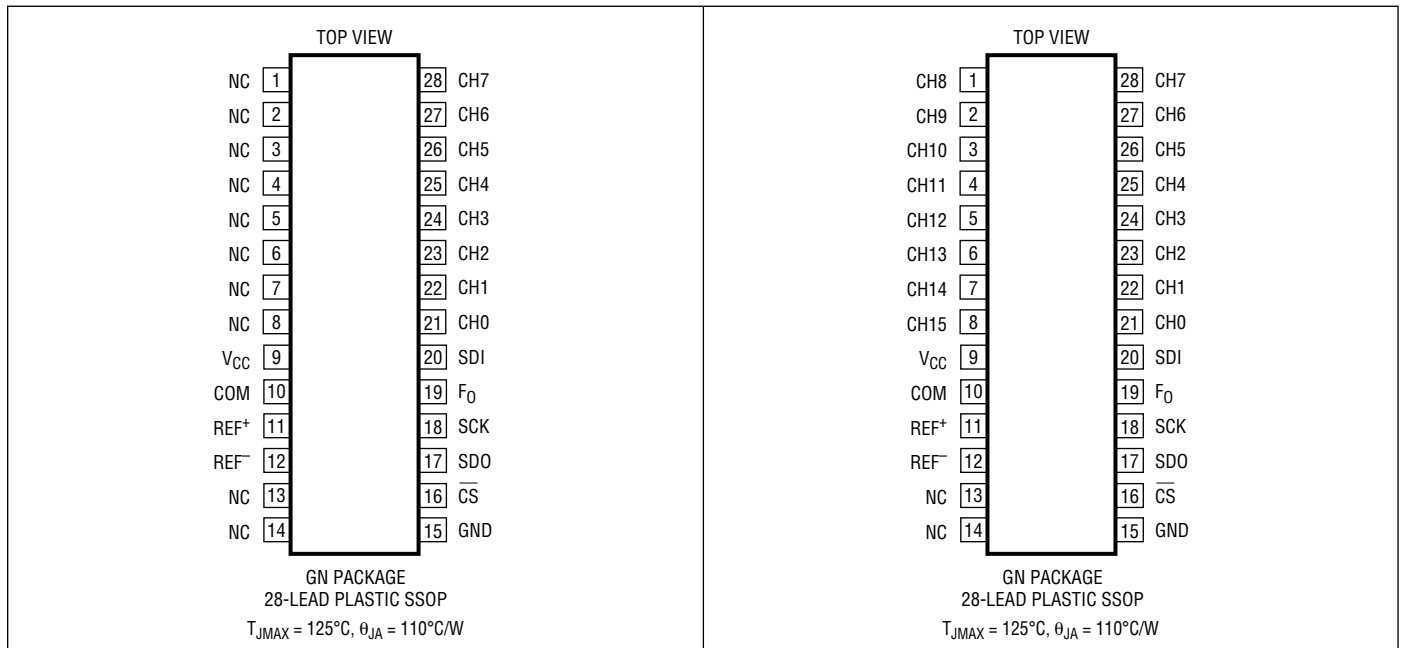 TOP VIEW
NC 1 28 CH7
NC 2 27 CH6
NC 3 26 CH5
NC 4 25 CH4
NC 5 24 CH3
NC 6 23 CH2
NC 7 22 CH1
NC 8 21 CH0
VCC 9 20 SDI
COM 10 19 FO
REF+ 11 18 SCK
REF– 12 17 SDO
NC 13 16 C̅S̅
NC 14 15 GND
GN PACKAGE
28-LEAD PLASTIC SSOP
TJMAX = 125°C, θJA = 110°C/W
TOP VIEW
CH8 1 28 CH7
CH9 2 27 CH6
CH10 3 26 CH5
CH11 4 25 CH4
CH12 5 24 CH3
CH13 6 23 CH2
CH14 7 22 CH1
CH15 8 21 CH0
VCC 9 20 SDI
COM 10 19 FO
REF+ 11 18 SCK
REF– 12 17 SDO
NC 13 16 C̅S̅
NC 14 15 GND
GN PACKAGE
28-LEAD PLASTIC SSOP
TJMAX = 125°C, θJA = 110°C/W